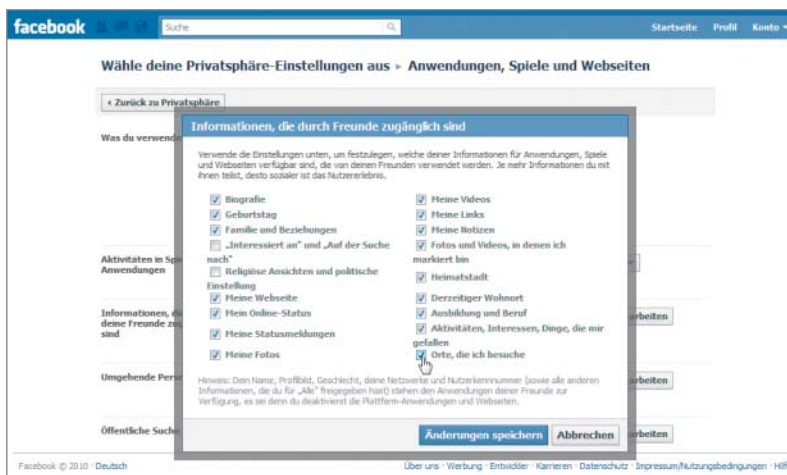 facebook
Suche
Startseite Profil Konto
Wähle deine Privatsphäre-Einstellungen aus ▸ Anwendungen, Spiele und Webseiten
‹ Zurück zu Privatsphäre
Was du verwende
Aktivitäten in Spi
Anwendungen
Informationen, di
deine Freunde zug
sind
Umgehende Perso
Öffentliche Suche
Informationen, die durch Freunde zugänglich sind
Verwende die Einstellungen unten, um festzulegen, welche deiner Informationen für Anwendungen, Spiele
und Webseiten verfügbar sind, die von deinen Freunden verwendet werden. Je mehr Informationen du mit
ihnen teilst, desto sozialer ist das Nutzererlebnis.
Biografie
Geburtstag
Familie und Beziehungen
„Interessiert an“ und „Auf der Suche
nach“
Religiöse Ansichten und politische
Einstellung
Meine Webseite
Mein Online-Status
Meine Statusmeldungen
Meine Fotos
Meine Videos
Meine Links
Meine Notizen
Fotos und Videos, in denen ich
markiert bin
Heimatstadt
Derzeitiger Wohnort
Ausbildung und Beruf
Aktivitäten, Interessen, Dinge, die mir
gefallen
Orte, die ich besuche
Hinweis: Dein Name, Profilbild, Geschlecht, deine Netzwerke und Nutzerkennnummer (sowie alle anderen
Informationen, die du für „Alle“ freigegeben hast) stehen den Anwendungen deiner Freunde zur
Verfügung, es sei denn du deaktivierst die Plattform-Anwendungen und Webseiten.
Änderungen speichern Abbrechen
arbeiten
arbeiten
arbeiten
Facebook © 2010 · Deutsch
Über uns · Werbung · Entwickler · Karrieren · Datenschutz · Impressum/Nutzungsbedingungen · Hilf